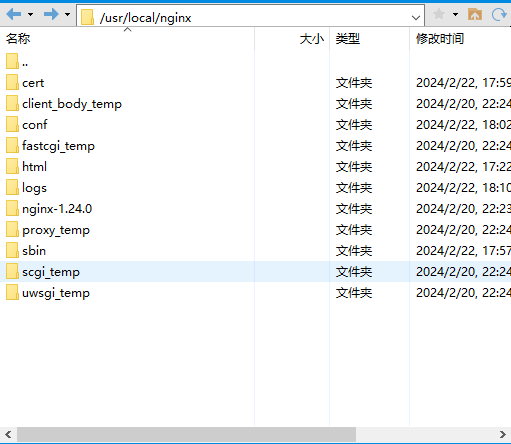 /usr/local/nginx
名称 大小 类型 修改时间
..
cert 文件夹 2024/2/22, 17:59
client_body_temp 文件夹 2024/2/20, 22:24
conf 文件夹 2024/2/22, 18:02
fastcgi_temp 文件夹 2024/2/20, 22:24
html 文件夹 2024/2/22, 17:22
logs 文件夹 2024/2/22, 18:10
nginx-1.24.0 文件夹 2024/2/20, 22:23
proxy_temp 文件夹 2024/2/20, 22:24
sbin 文件夹 2024/2/22, 17:57
scgi_temp 文件夹 2024/2/20, 22:24
uwsgi_temp 文件夹 2024/2/20, 22:24